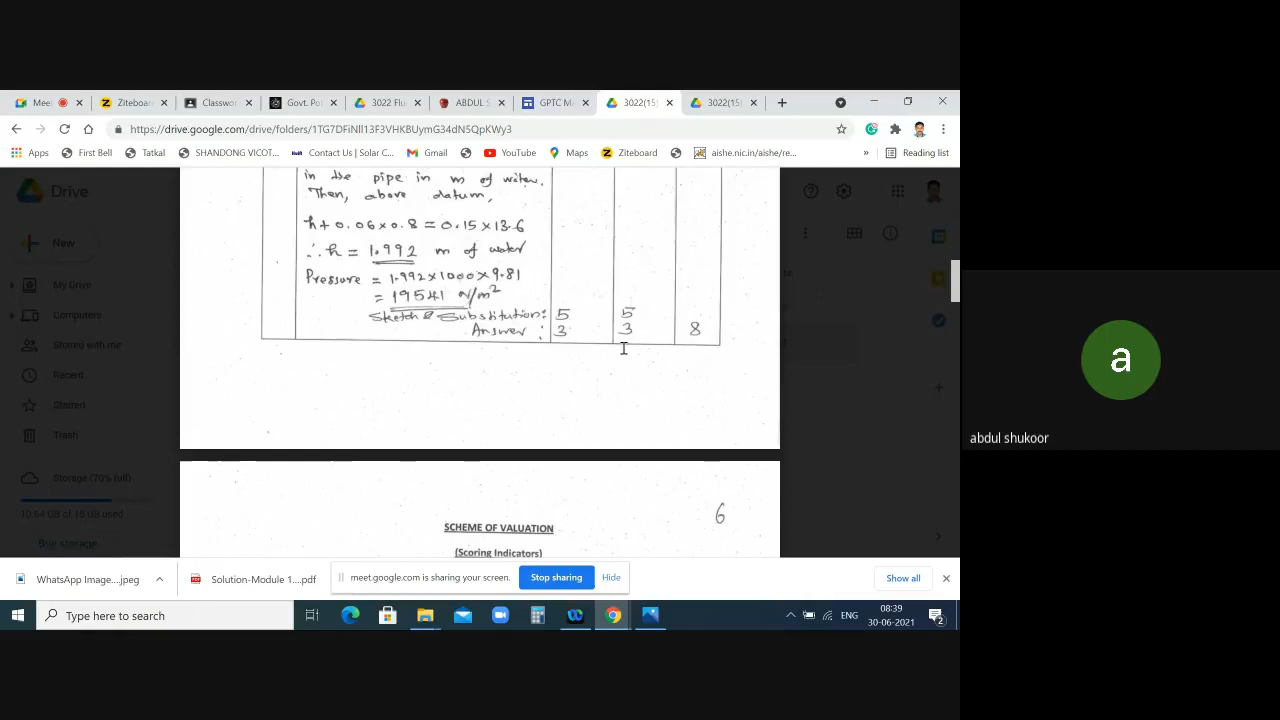 Meet
Ziteboard
Classwor
Govt. Pol
3022 Flu
ABDUL S
GPTC MA
3022(15)
3022(15)
https://drive.google.com/drive/folders/1TG7DFiNll13F3VHKBUymG34dN5QpKWy3
Apps
First Bell
Tatkal
SHANDONG VICOT...
Contact Us | Solar C...
Gmail
YouTube
Maps
Ziteboard
aishe.nic.in/aishe/re...
»
Reading list
Drive
New
My Drive
Computers
Shared with me
Recent
Starred
Trash
Storage (70% full)
10.64 GB of 15 GB used
Buy storage
in the pipe in m of water.
Then, above datum,
h + 0.06 x 0.8 = 0.15 x 13.6
∴ h = 1.992 m of water
Pressure = 1.992 x 1000 x 9.81
= 19541 N/m²
Sketch & Substitution: 5 5
Answer : 3 3 8
6
SCHEME OF VALUATION
(Scoring Indicators)
a
abdul shukoor
meet.google.com is sharing your screen.
Stop sharing
Hide
WhatsApp Image....jpeg
Solution-Module 1....pdf
Show all
Type here to search
ENG
08:39
30-06-2021
2